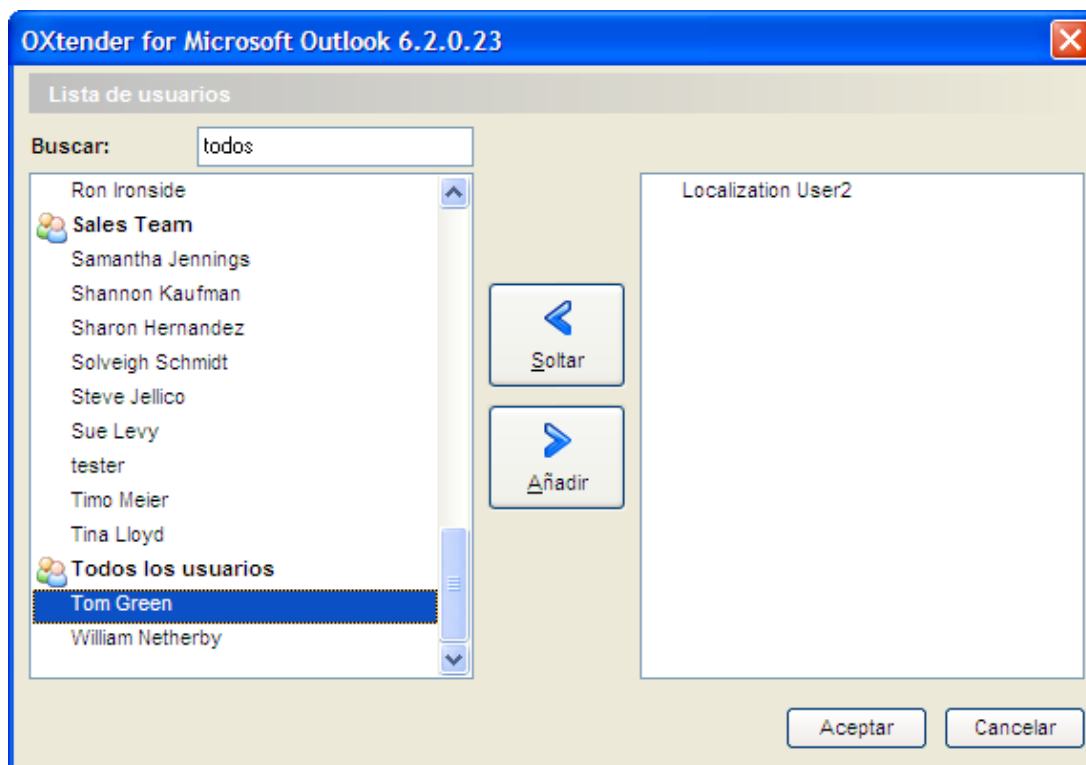 OXtender for Microsoft Outlook 6.2.0.23
Lista de usuarios
Buscar: todos
Ron Ironside
Sales Team
Samantha Jennings
Shannon Kaufman
Sharon Hernandez
Solveigh Schmidt
Steve Jellico
Sue Levy
tester
Timo Meier
Tina Lloyd
Todos los usuarios
Tom Green
William Netherby
Soltar
Añadir
Localization User2
Aceptar Cancelar